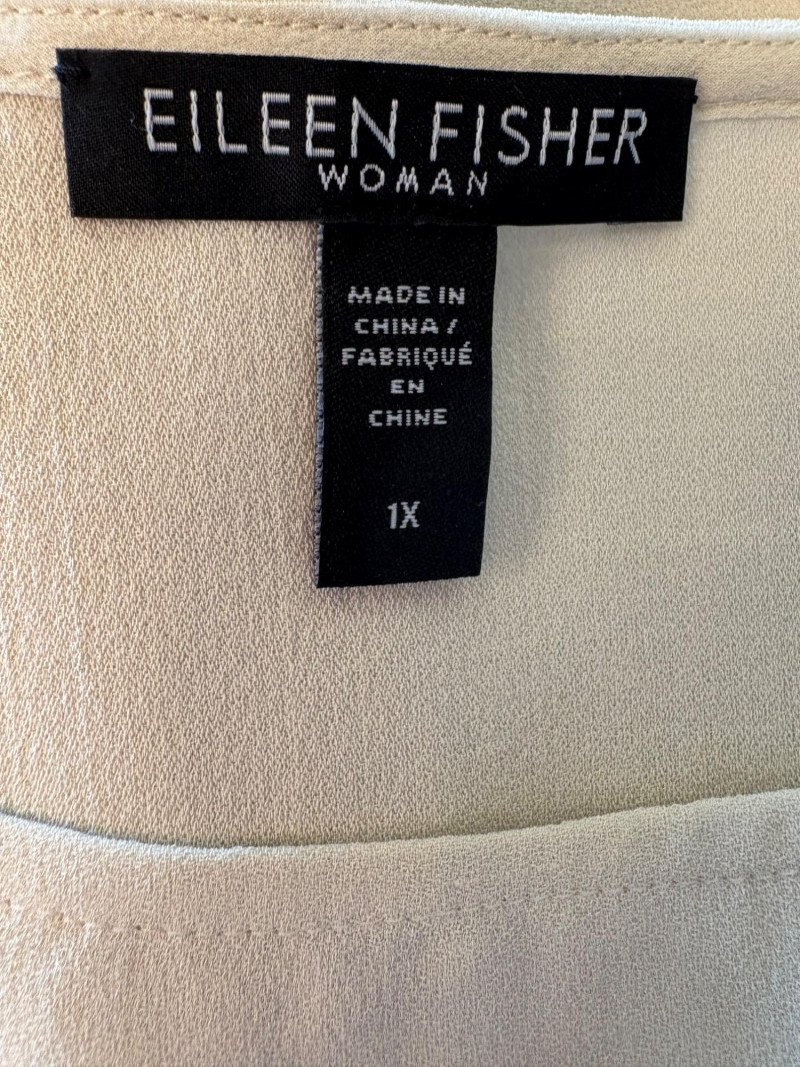 EILEEN FISHER
WOMAN
MADE IN
CHINA /
FABRIQUÉ
EN
CHINE
1X